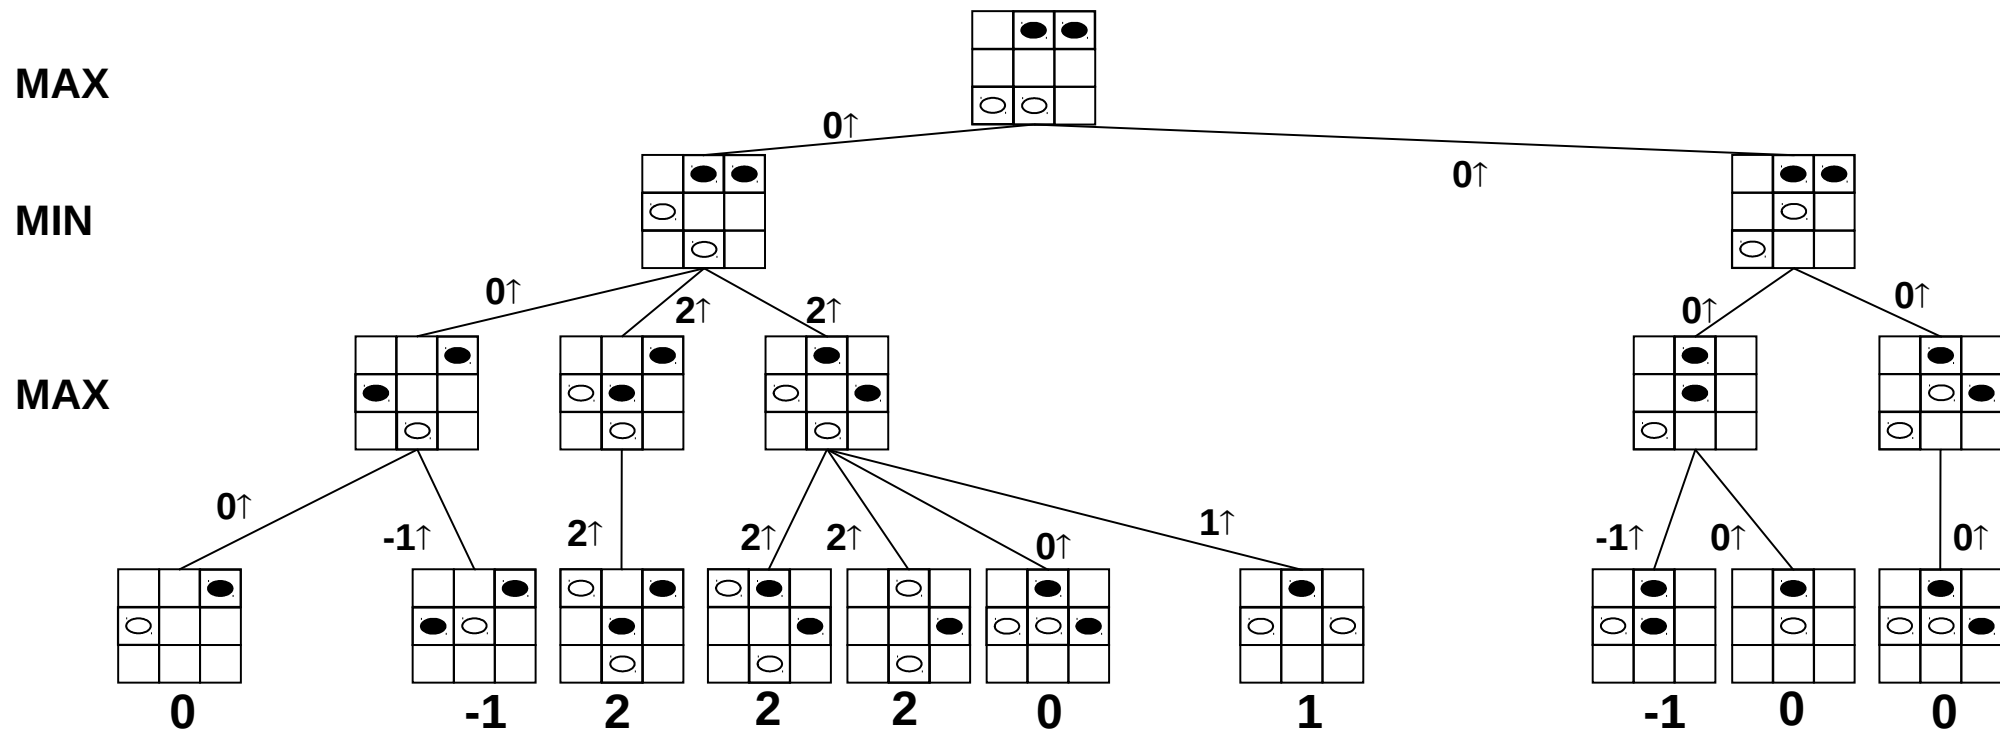 MAX
0↑
0↑
MIN
0↑ 2↑ 2↑ 0↑ 0↑
MAX
0↑ -1↑ 2↑ 2↑ 2↑ 0↑ 1↑ -1↑ 0↑ 0↑
0 -1 2 2 2 0 1 -1 0 0